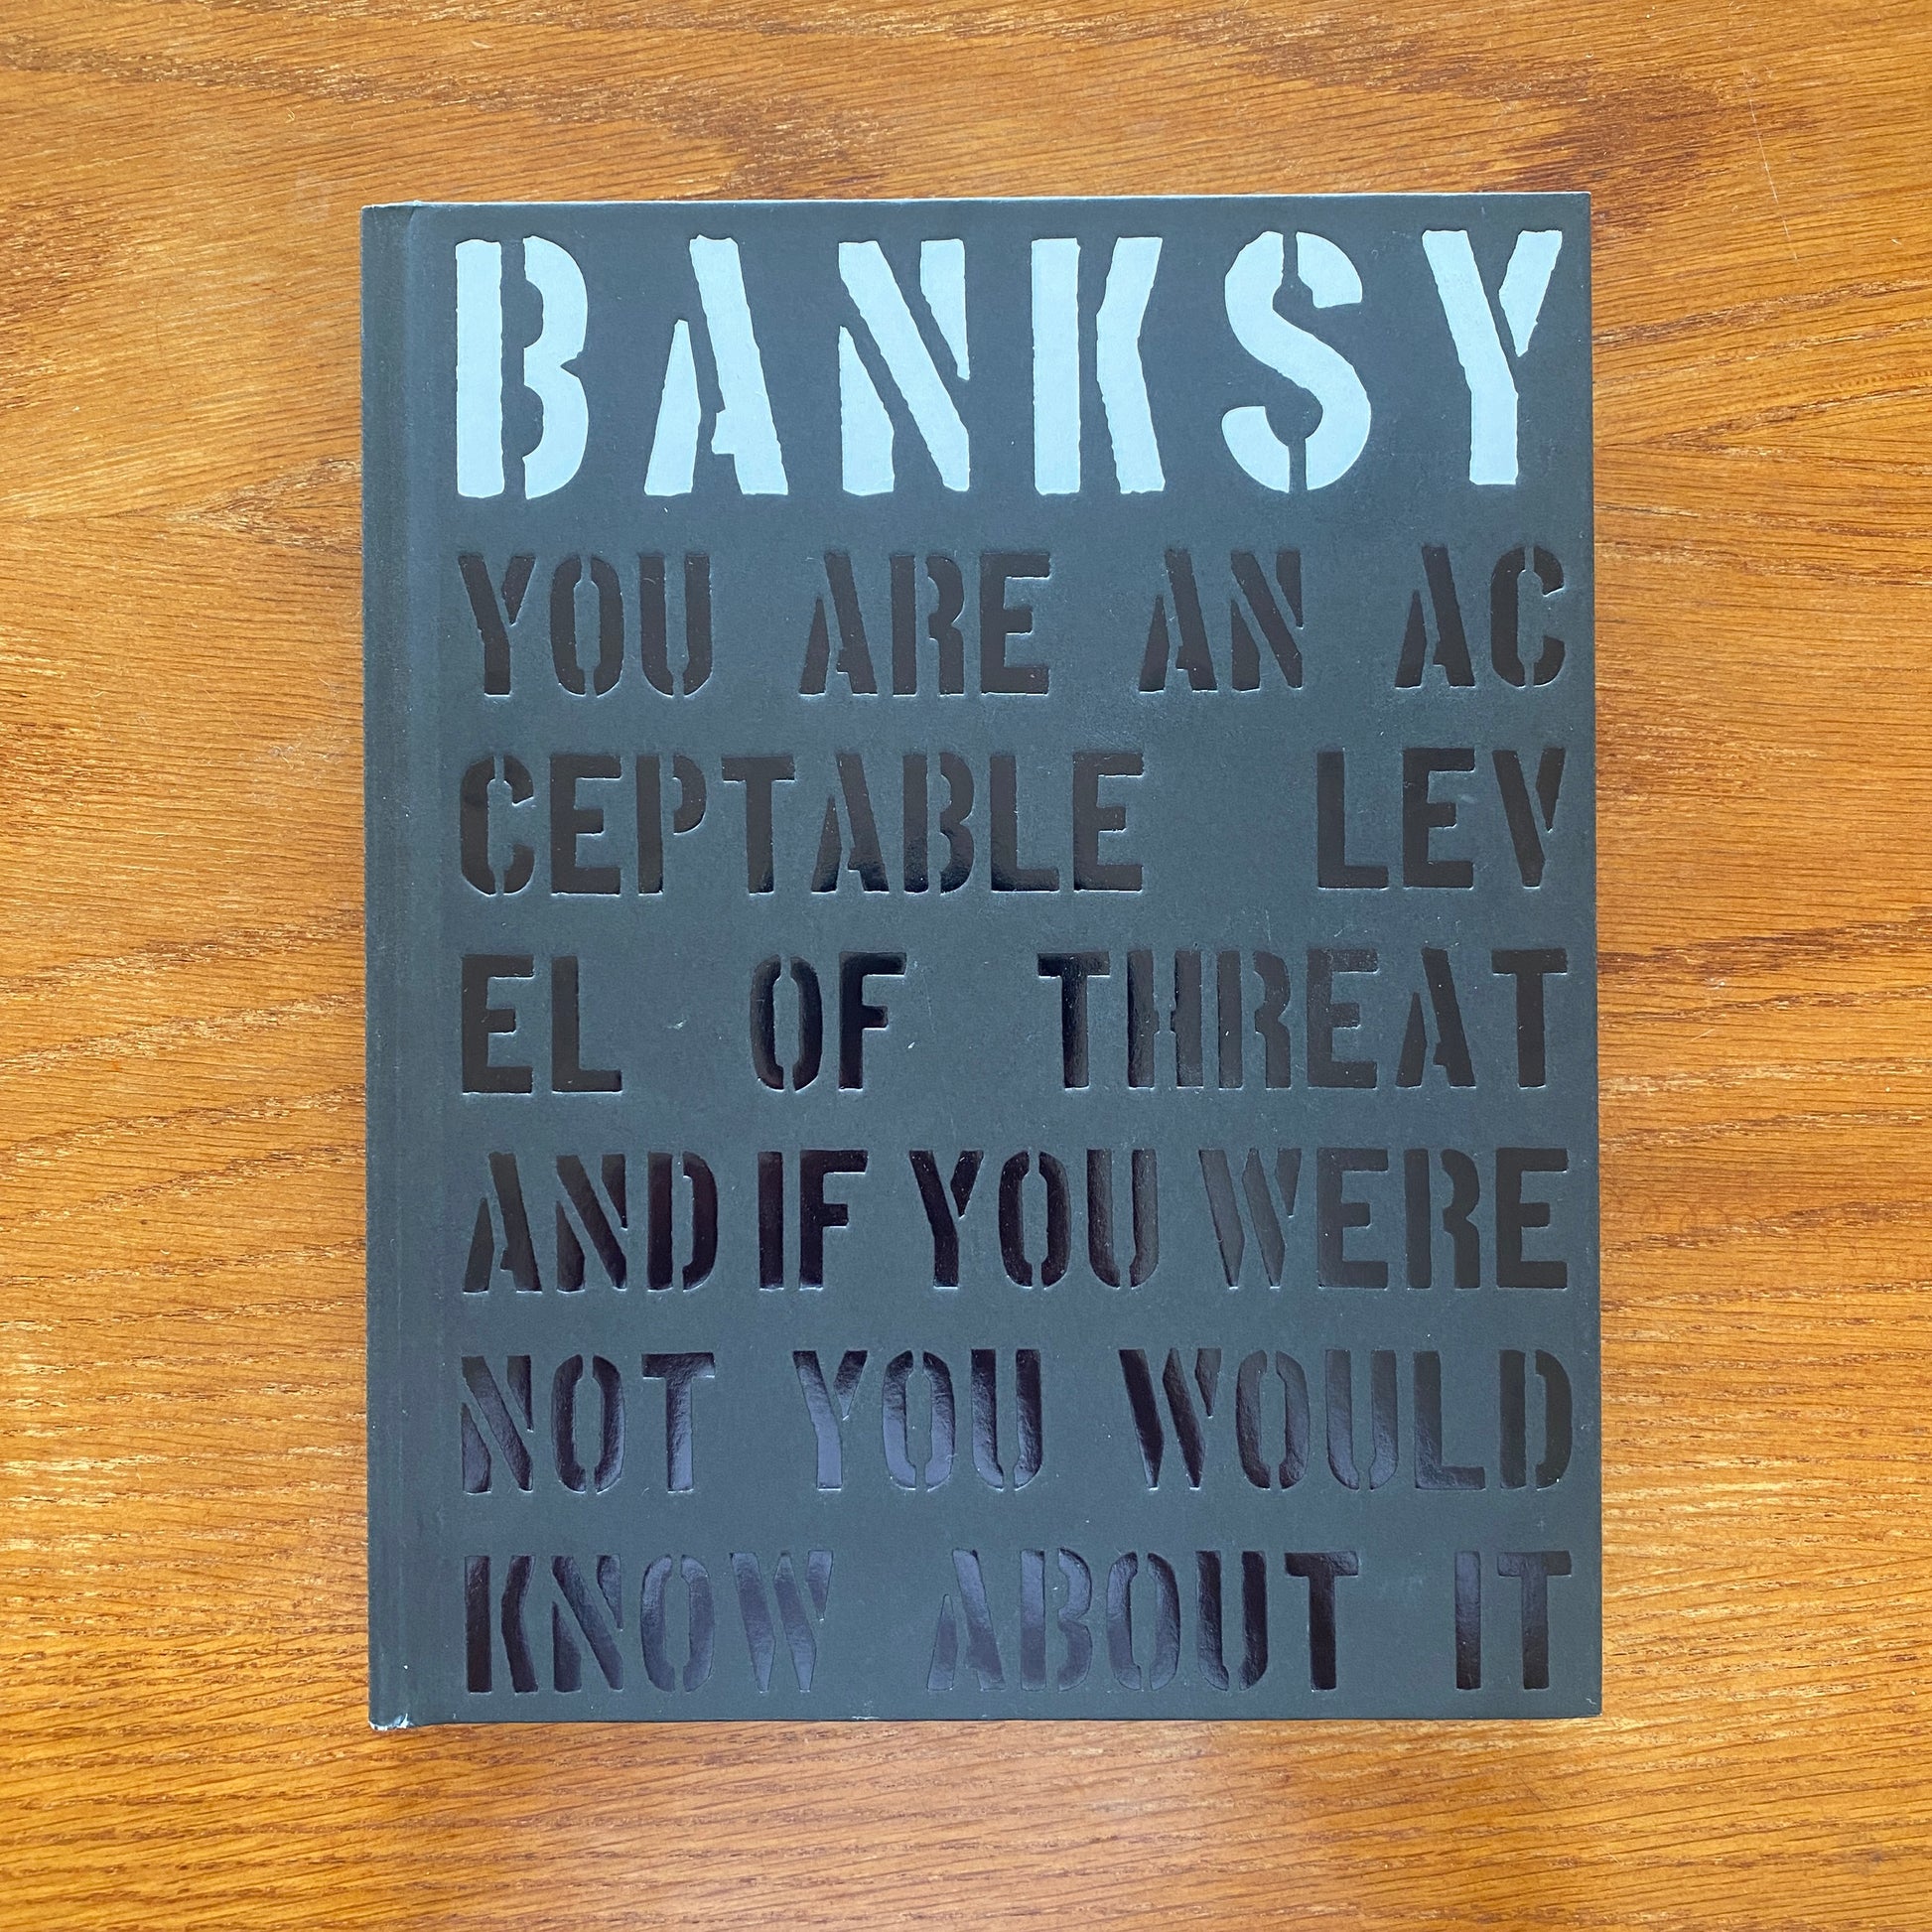 BANKSY
YOU ARE AN AC
CEPTABLE LEV
EL OF THREAT
AND IF YOU WERE
NOT YOU WOULD
KNOW ABOUT IT